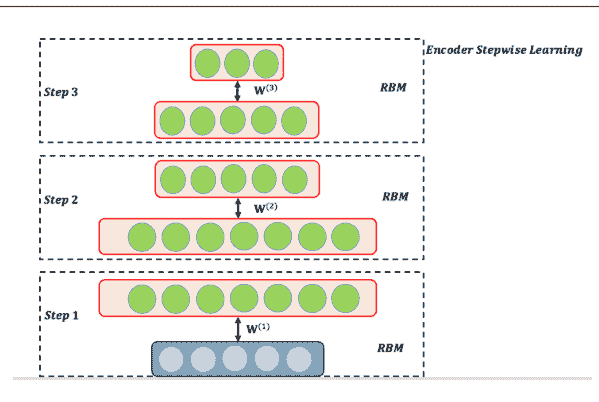 Encoder Stepwise Learning
Step 3
W(3)
RBM
Step 2
W(2)
RBM
Step 1
W(1)
RBM